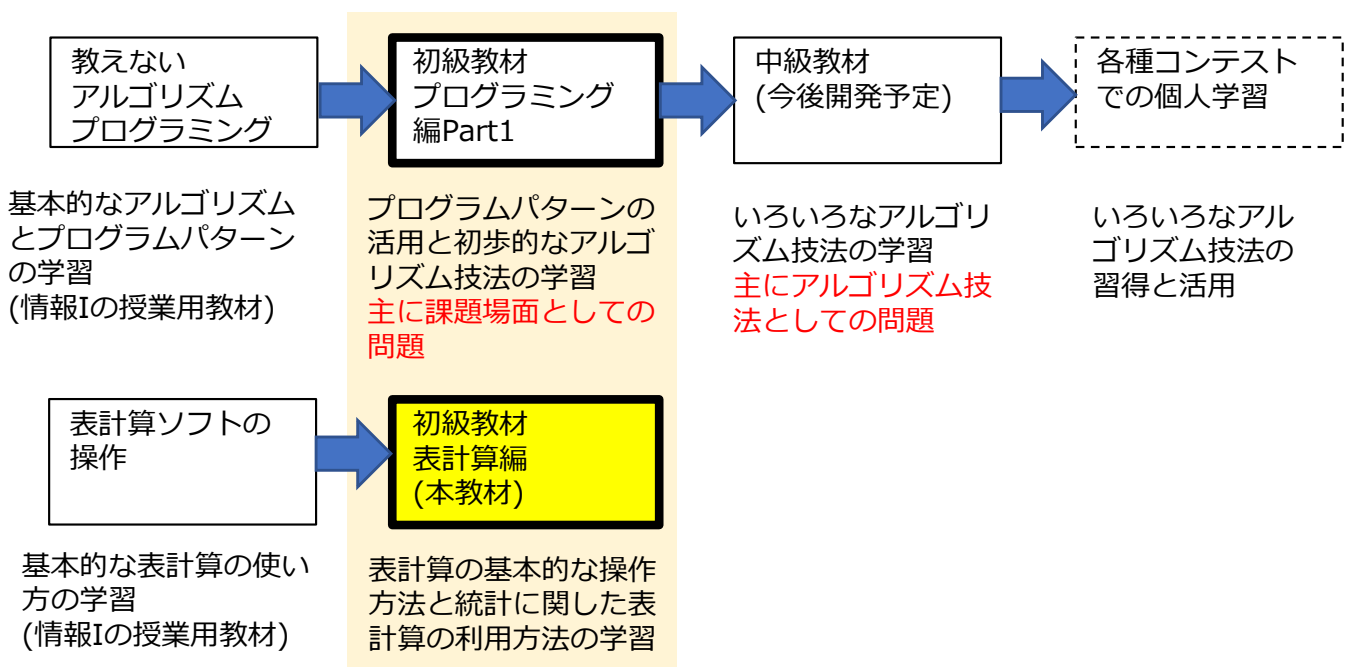 教えない
アルゴリズム
プログラミング
初級教材
プログラミング
編Part1
中級教材
(今後開発予定)
各種コンテスト
での個人学習
基本的なアルゴリズム
とプログラムパターン
の学習
(情報Iの授業用教材)
プログラムパターンの
活用と初歩的なアルゴ
リズム技法の学習
主に課題場面としての
問題
いろいろなアルゴリ
ズム技法の学習
主にアルゴリズム技
法としての問題
いろいろなアル
ゴリズム技法の
習得と活用
表計算ソフトの
操作
初級教材
表計算編
(本教材)
基本的な表計算の使い
方の学習
(情報Iの授業用教材)
表計算の基本的な操作
方法と統計に関した表
計算の利用方法の学習